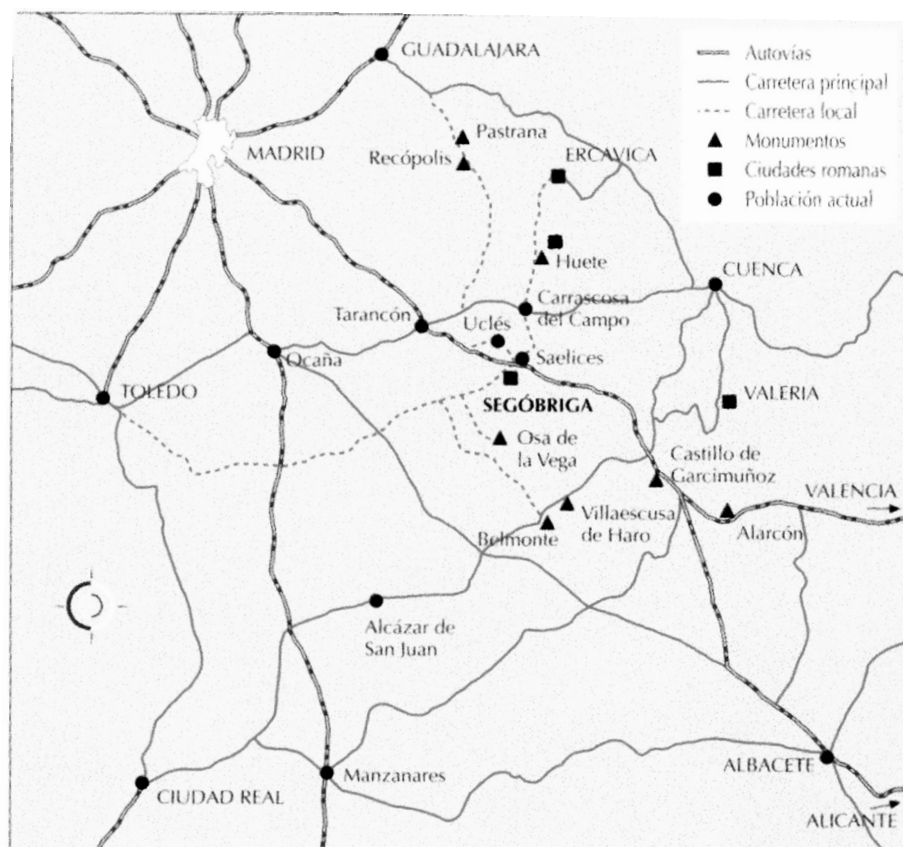 GUADALAJARA
Autovías
Carretera principal
Carretera local
Monumentos
Ciudades romanas
Población actual
Pastrana
MADRID
Recópolis
ERCAVICA
Huete
CUENCA
Tarancón
Uclés
Carrascosa
del Campo
Ocaña
Saelices
TOLEDO
SEGÓBRIGA
VALERIA
Osa de
la Vega
Castillo de
Garcimuñoz
VALENCIA
Belmonte
Villaescusa
de Haro
Alarcón
Alcázar de
San Juan
Manzanares
CIUDAD REAL
ALBACETE
ALICANTE